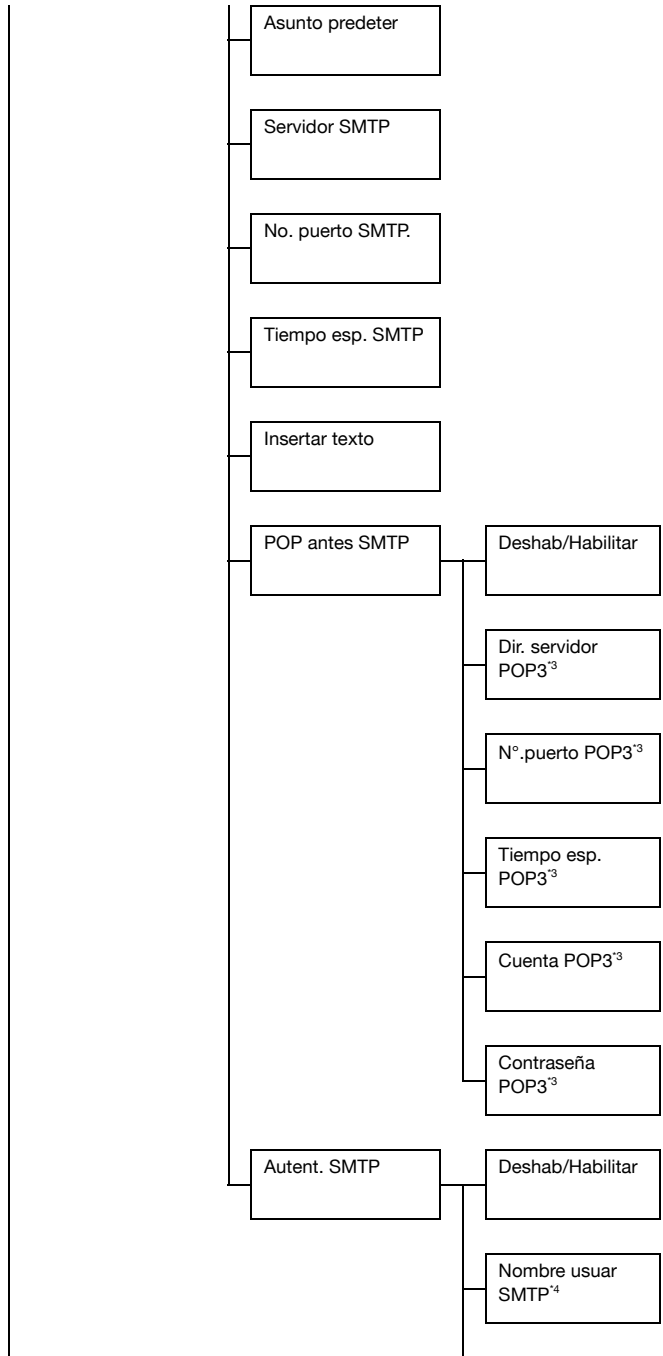 Asunto predeter
Servidor SMTP
No. puerto SMTP.
Tiempo esp. SMTP
Insertar texto
POP antes SMTP
Deshab/Habilitar
Dir. servidor
POP3*3
N°.puerto POP3*3
Tiempo esp.
POP3*3
Cuenta POP3*3
Contraseña
POP3*3
Autent. SMTP
Deshab/Habilitar
Nombre usuar
SMTP*4